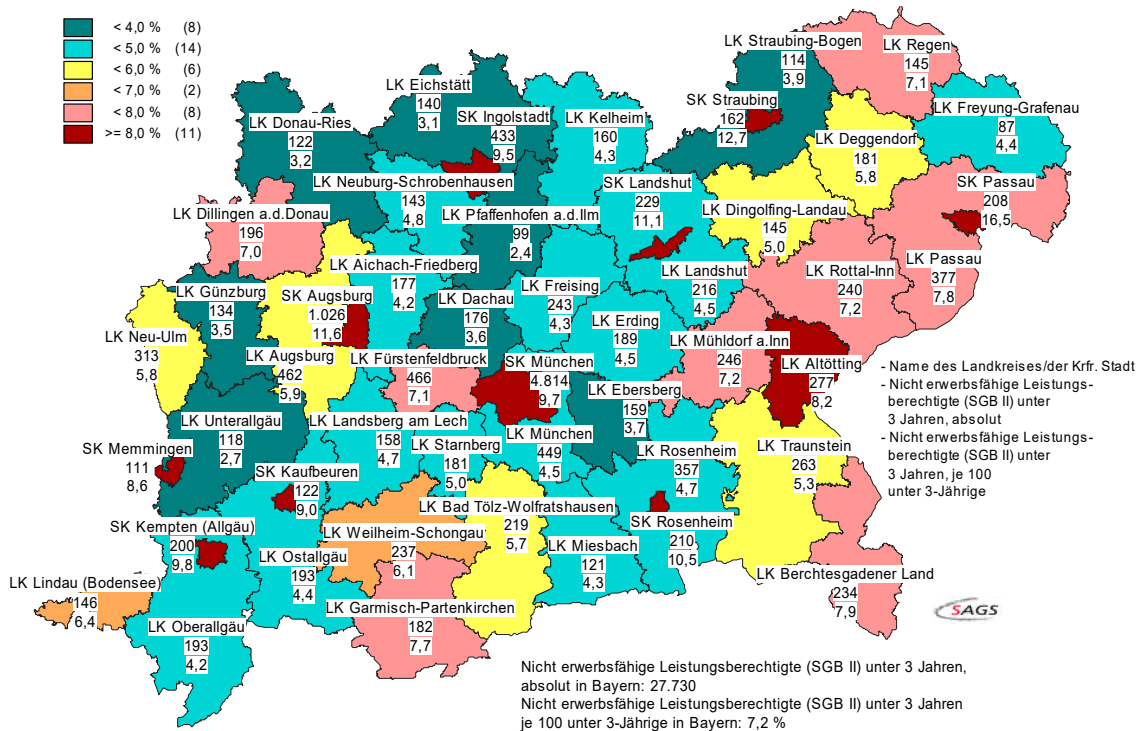 < 4,0 % (8)
< 5,0 % (14)
< 6,0 % (6)
< 7,0 % (2)
< 8,0 % (8)
>= 8,0 % (11)
LK Straubing-Bogen
114
3,9
LK Regen
145
7,1
LK Eichstätt
140
3,1
SK Ingolstadt
433
9,5
LK Kelheim
160
4,3
SK Straubing
162
12,7
LK Freyung-Grafenau
87
4,4
LK Donau-Ries
122
3,2
LK Deggendorf
181
5,8
LK Neuburg-Schrobenhausen
143
4,8
SK Landshut
229
11,1
SK Passau
208
16,5
LK Dillingen a.d.Donau
196
7,0
LK Pfaffenhofen a.d.Ilm
99
2,4
LK Dingolfing-Landau
145
5,0
LK Aichach-Friedberg
177
4,2
LK Landshut
216
4,5
LK Rottal-Inn
240
7,2
LK Passau
377
7,8
LK Günzburg
134
3,5
SK Augsburg
1.026
11,6
LK Dachau
176
3,6
LK Freising
243
4,3
LK Erding
189
4,5
LK Neu-Ulm
313
5,8
LK Mühldorf a.Inn
246
7,2
LK Augsburg
462
5,9
LK Fürstenfeldbruck
466
7,1
SK München
4.814
9,7
LK Altötting
277
8,2
LK Ebersberg
159
3,7
LK Unterallgäu
118
2,7
LK Landsberg am Lech
158
4,7
LK Starnberg
181
5,0
LK München
449
4,5
LK Rosenheim
357
4,7
LK Traunstein
263
5,3
SK Memmingen
111
8,6
SK Kaufbeuren
122
9,0
LK Bad Tölz-Wolfratshausen
219
5,7
SK Kempten (Allgäu)
200
9,8
LK Weilheim-Schongau
237
6,1
SK Rosenheim
210
10,5
LK Ostallgäu
193
4,4
LK Miesbach
121
4,3
LK Berchtesgadener Land
234
7,9
LK Lindau (Bodensee)
146
6,4
LK Garmisch-Partenkirchen
182
7,7
LK Oberallgäu
193
4,2
- Name des Landkreises/der Krfr. Stadt
- Nicht erwerbsfähige Leistungs-
berechtigte (SGB II) unter
3 Jahren, absolut
- Nicht erwerbsfähige Leistungs-
berechtigte (SGB II) unter
3 Jahren, je 100
unter 3-Jährige
SAGS
Nicht erwerbsfähige Leistungsberechtigte (SGB II) unter 3 Jahren,
absolut in Bayern: 27.730
Nicht erwerbsfähige Leistungsberechtigte (SGB II) unter 3 Jahren
je 100 unter 3-Jährige in Bayern: 7,2 %